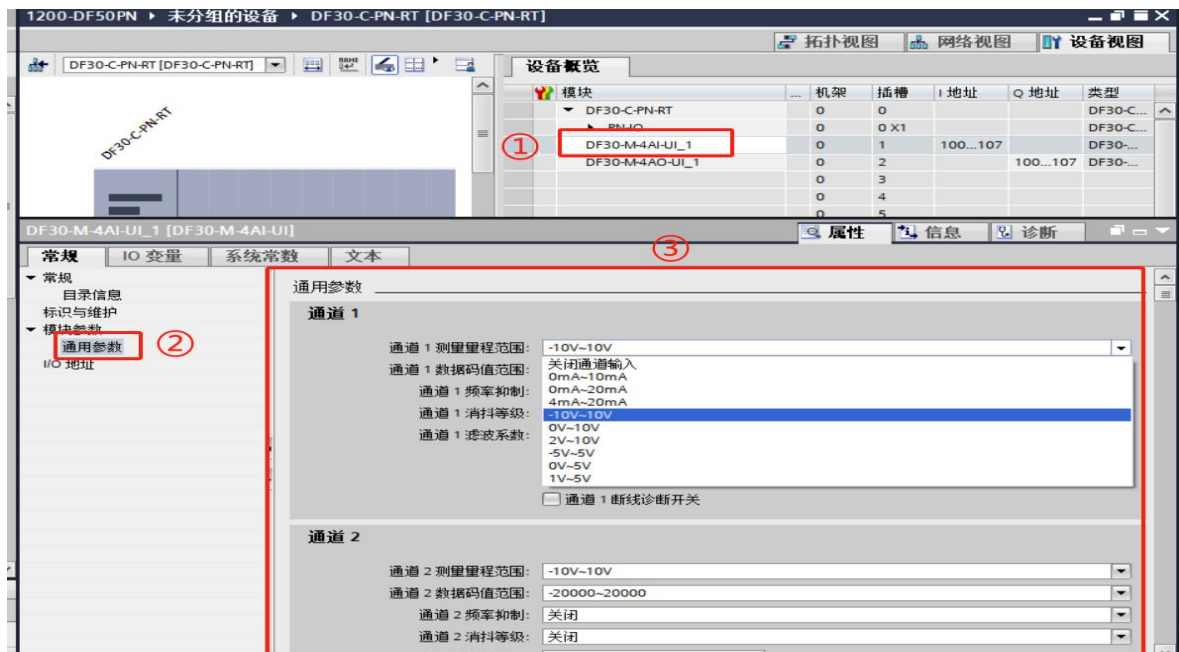 1200-DF50PN ▸ 未分组的设备 ▸ DF30-C-PN-RT [DF30-C-PN-RT]
拓扑视图 网络视图 设备视图
DF30-C-PN-RT [DF30-C-PN-RT]
设备概览
模块 ... 机架 插槽 I 地址 Q 地址 类型
DF30-C-PN-RT 0 0 DF30-C...
PN-IO 0 0 X1 DF30-C...
① DF30-M-4AI-UI_1 0 1 100...107 DF30-...
DF30-M-4AO-UI_1 0 2 100...107 DF30-...
0 3
0 4
0 5
DF30-C-PN-RT
DF30-M-4AI-UI_1 [DF30-M-4AI-UI]
属性 信息 诊断
常规 IO 变量 系统常数 文本
③
常规
目录信息
标识与维护
模块参数
通用参数 ②
I/O 地址
通用参数
通道 1
通道 1 测量量程范围: -10V~10V
通道 1 数据码值范围:
通道 1 频率抑制:
通道 1 消抖等级:
通道 1 滤波系数:
关闭通道输入
0mA~10mA
0mA~20mA
4mA~20mA
-10V~10V
0V~10V
2V~10V
-5V~5V
0V~5V
1V~5V
通道 1 断线诊断开关
通道 2
通道 2 测量量程范围: -10V~10V
通道 2 数据码值范围: -20000~20000
通道 2 频率抑制: 关闭
通道 2 消抖等级: 关闭